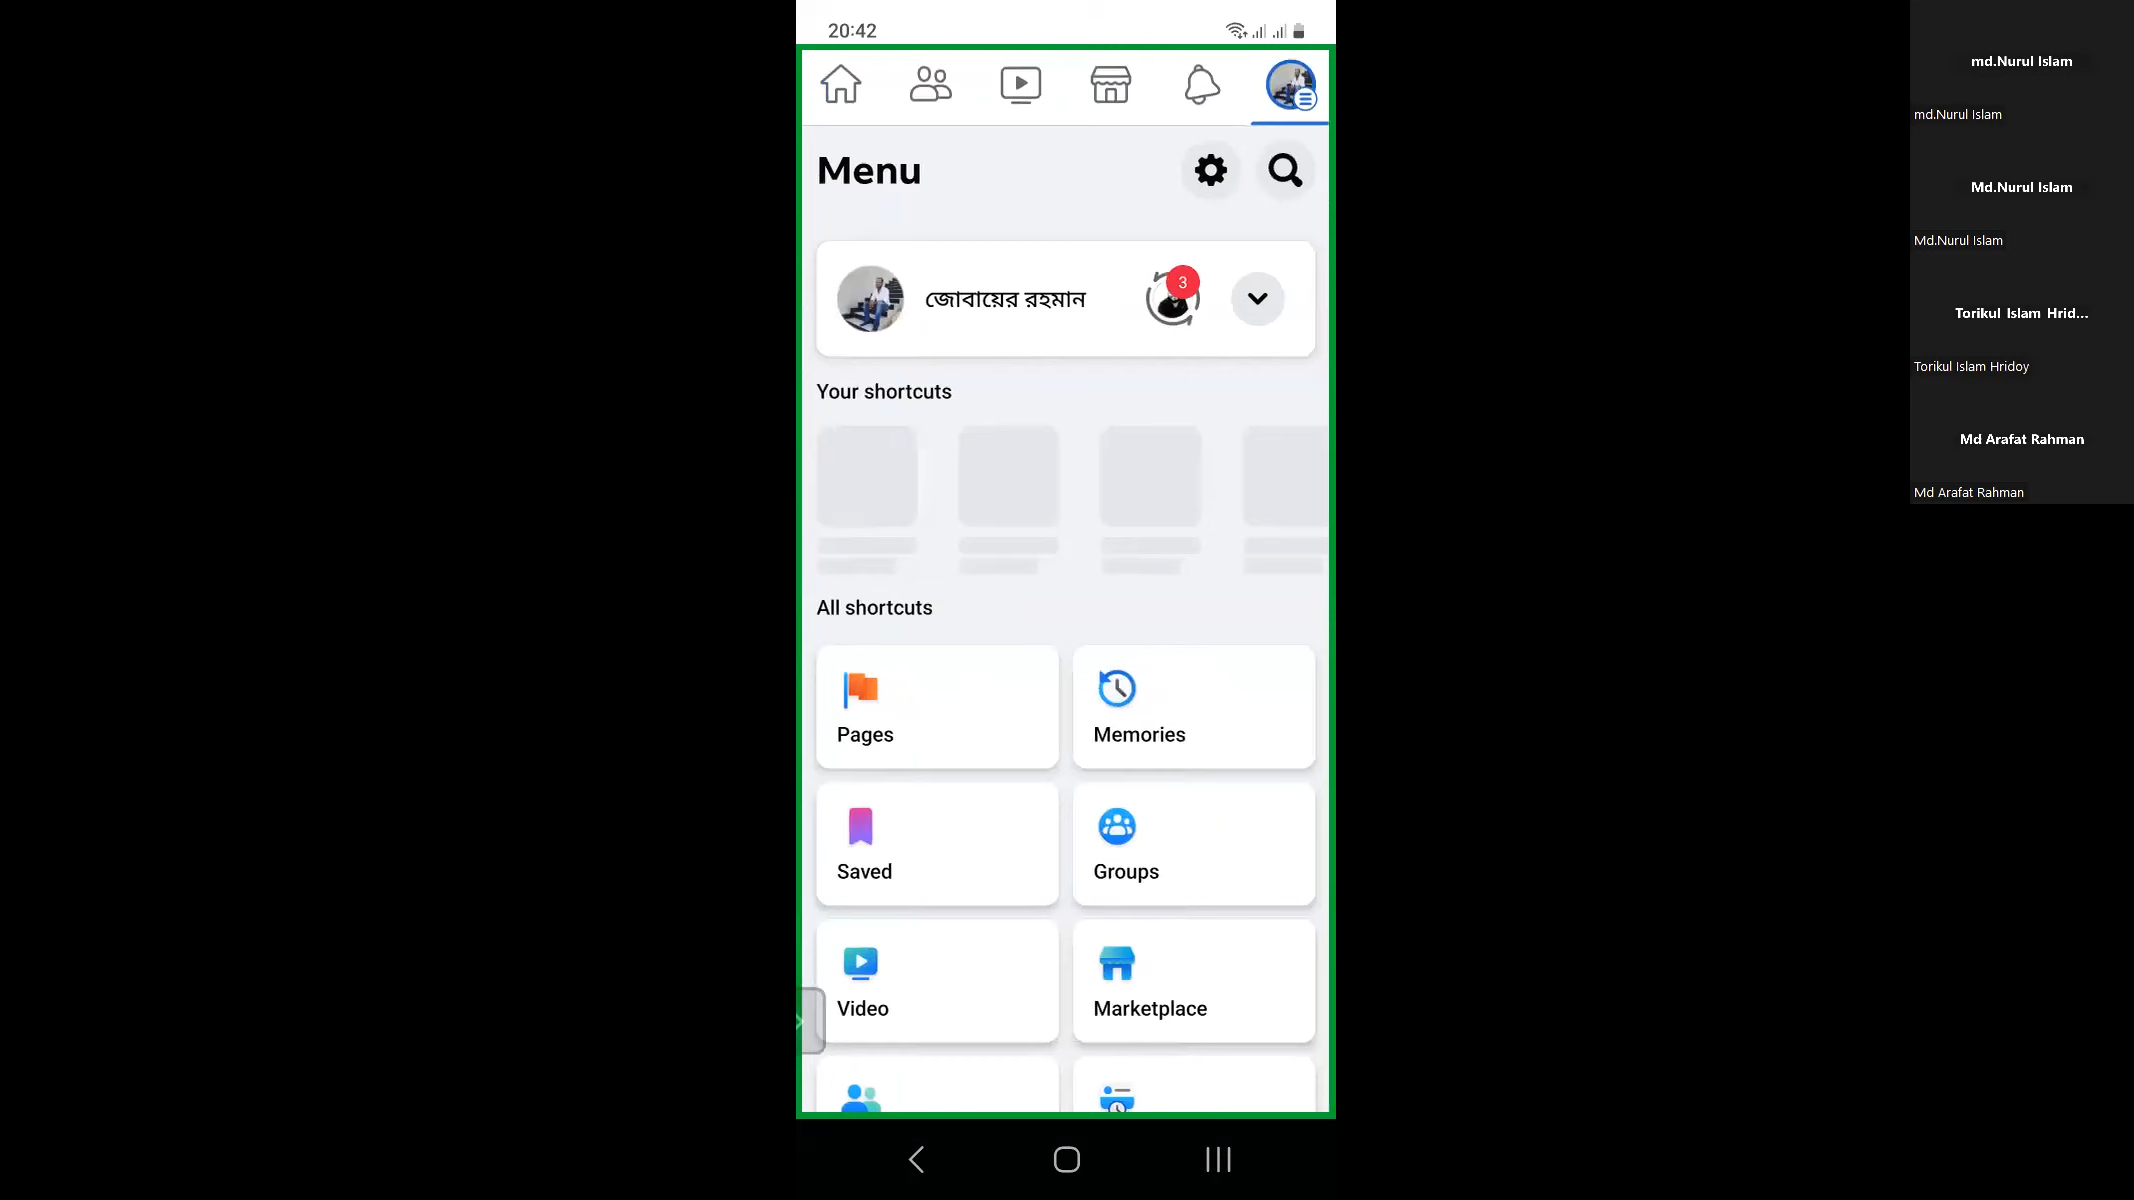 20:42
Menu
জোবায়ের রহমান
3
Your shortcuts
All shortcuts
Pages
Memories
Saved
Groups
Video
Marketplace
md.Nurul Islam
md.Nurul Islam
Md.Nurul Islam
Md.Nurul Islam
Torikul Islam Hrid...
Torikul Islam Hridoy
Md Arafat Rahman
Md Arafat Rahman